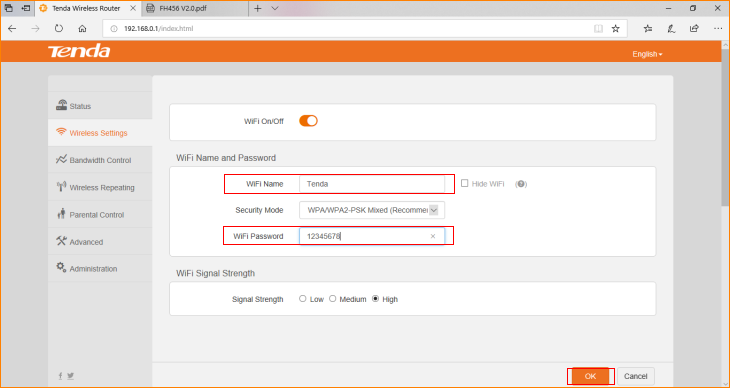 Tenda Wireless Router
FH456 V2.0.pdf
192.168.0.1/index.html
Tenda
English
Status
Wireless Settings
Bandwidth Control
Wireless Repeating
Parental Control
Advanced
Administration
WiFi On/Off
WiFi Name and Password
WiFi Name Tenda Hide WiFi (?)
Security Mode WPA/WPA2-PSK Mixed (Recommen
WiFi Password 12345678
WiFi Signal Strength
Signal Strength Low Medium High
OK Cancel